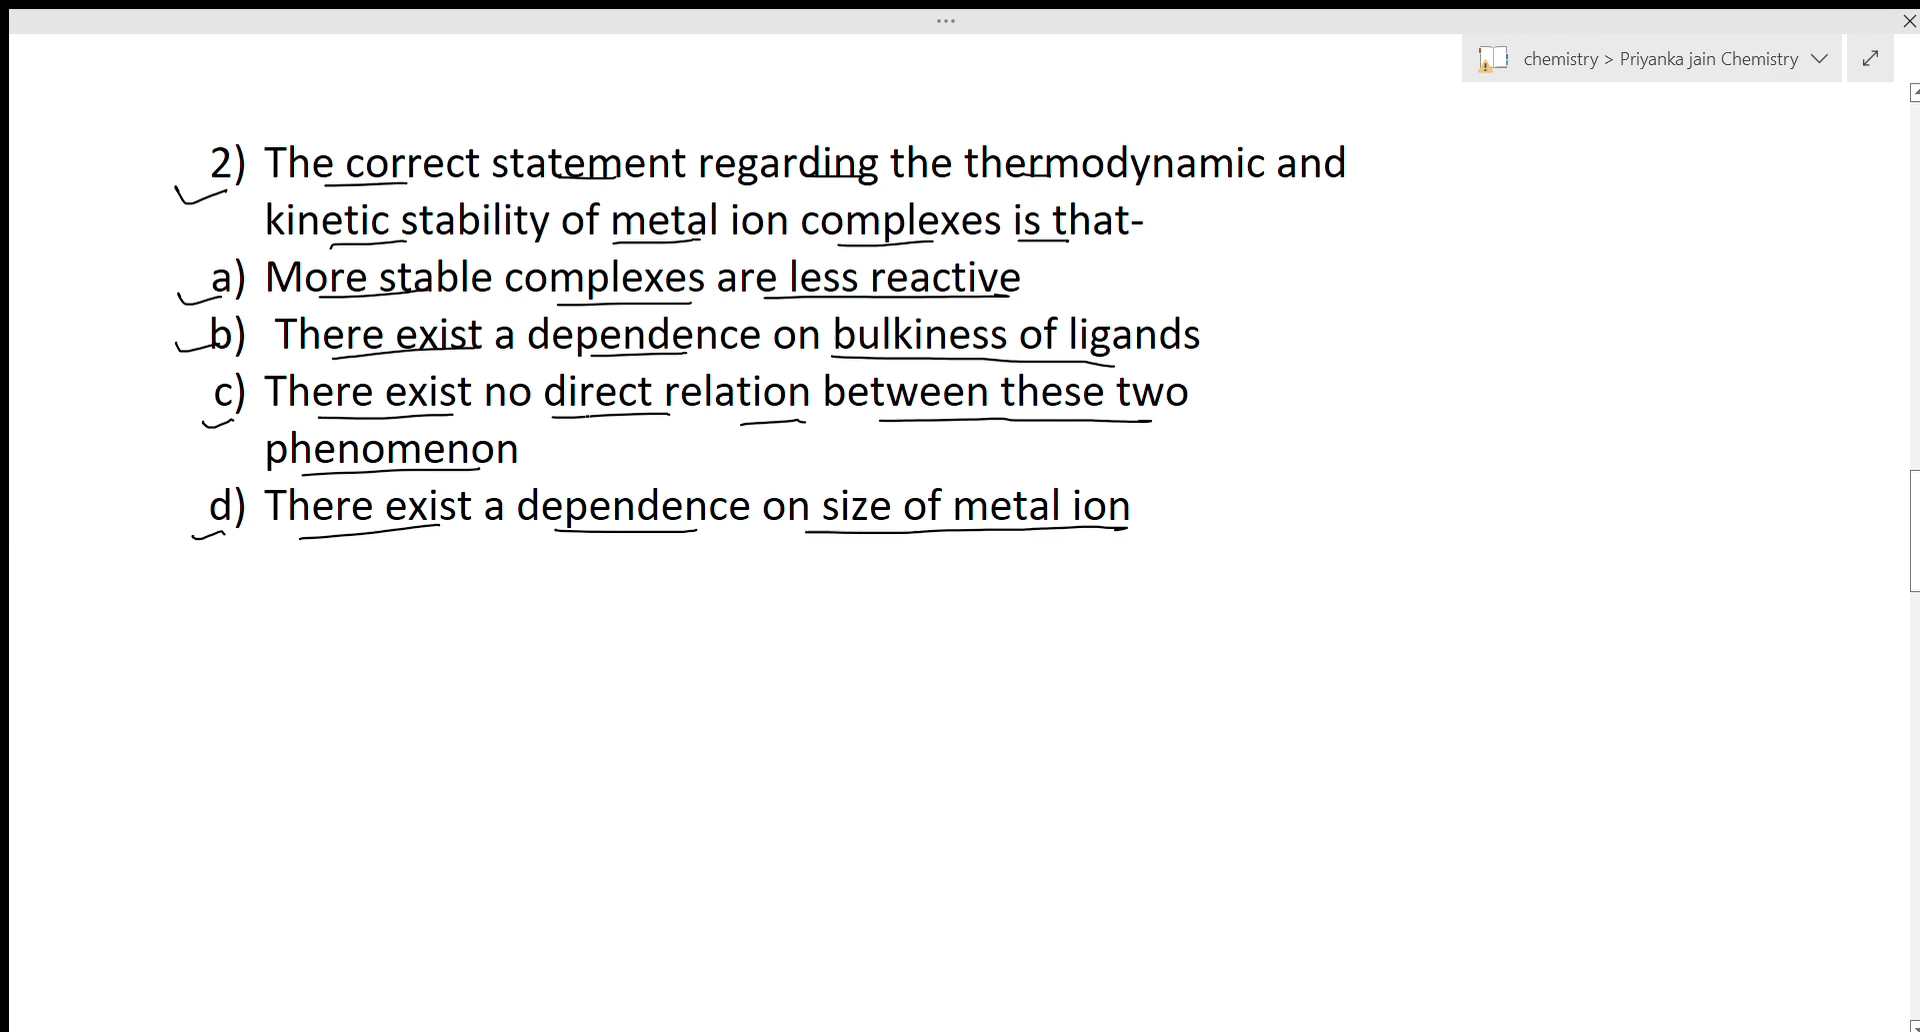 chemistry > Priyanka jain Chemistry
2) The correct statement regarding the thermodynamic and
kinetic stability of metal ion complexes is that-
a) More stable complexes are less reactive
b) There exist a dependence on bulkiness of ligands
c) There exist no direct relation between these two
phenomenon
d) There exist a dependence on size of metal ion